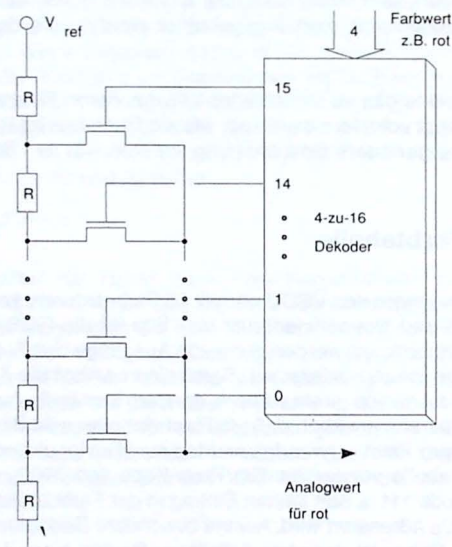 V ref
4
Farbwert
z.B. rot
R
15
R
14
4-zu-16
Dekoder
1
R
0
Analogwert
für rot
R